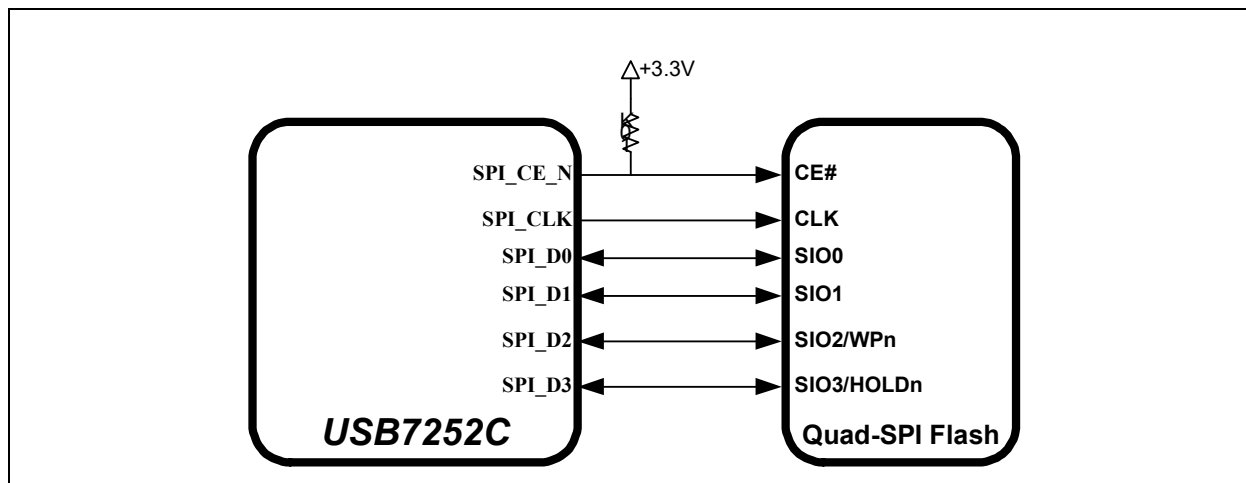 +3.3V
SPI_CE_N CE#
SPI_CLK CLK
SPI_D0 SIO0
SPI_D1 SIO1
SPI_D2 SIO2/WPn
SPI_D3 SIO3/HOLDn
USB7252C Quad-SPI Flash